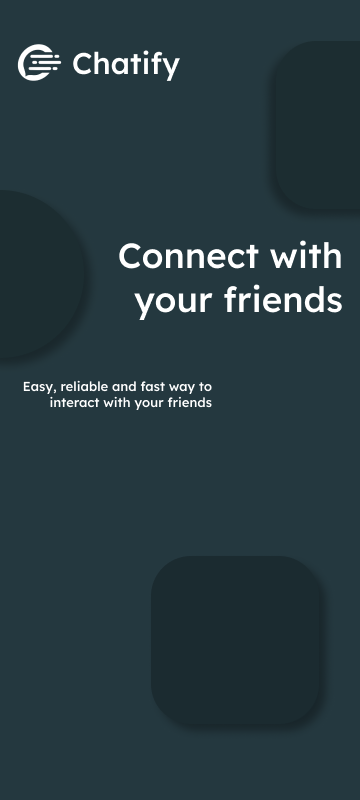 Chatify
Connect with
your friends
Easy, reliable and fast way to
interact with your friends